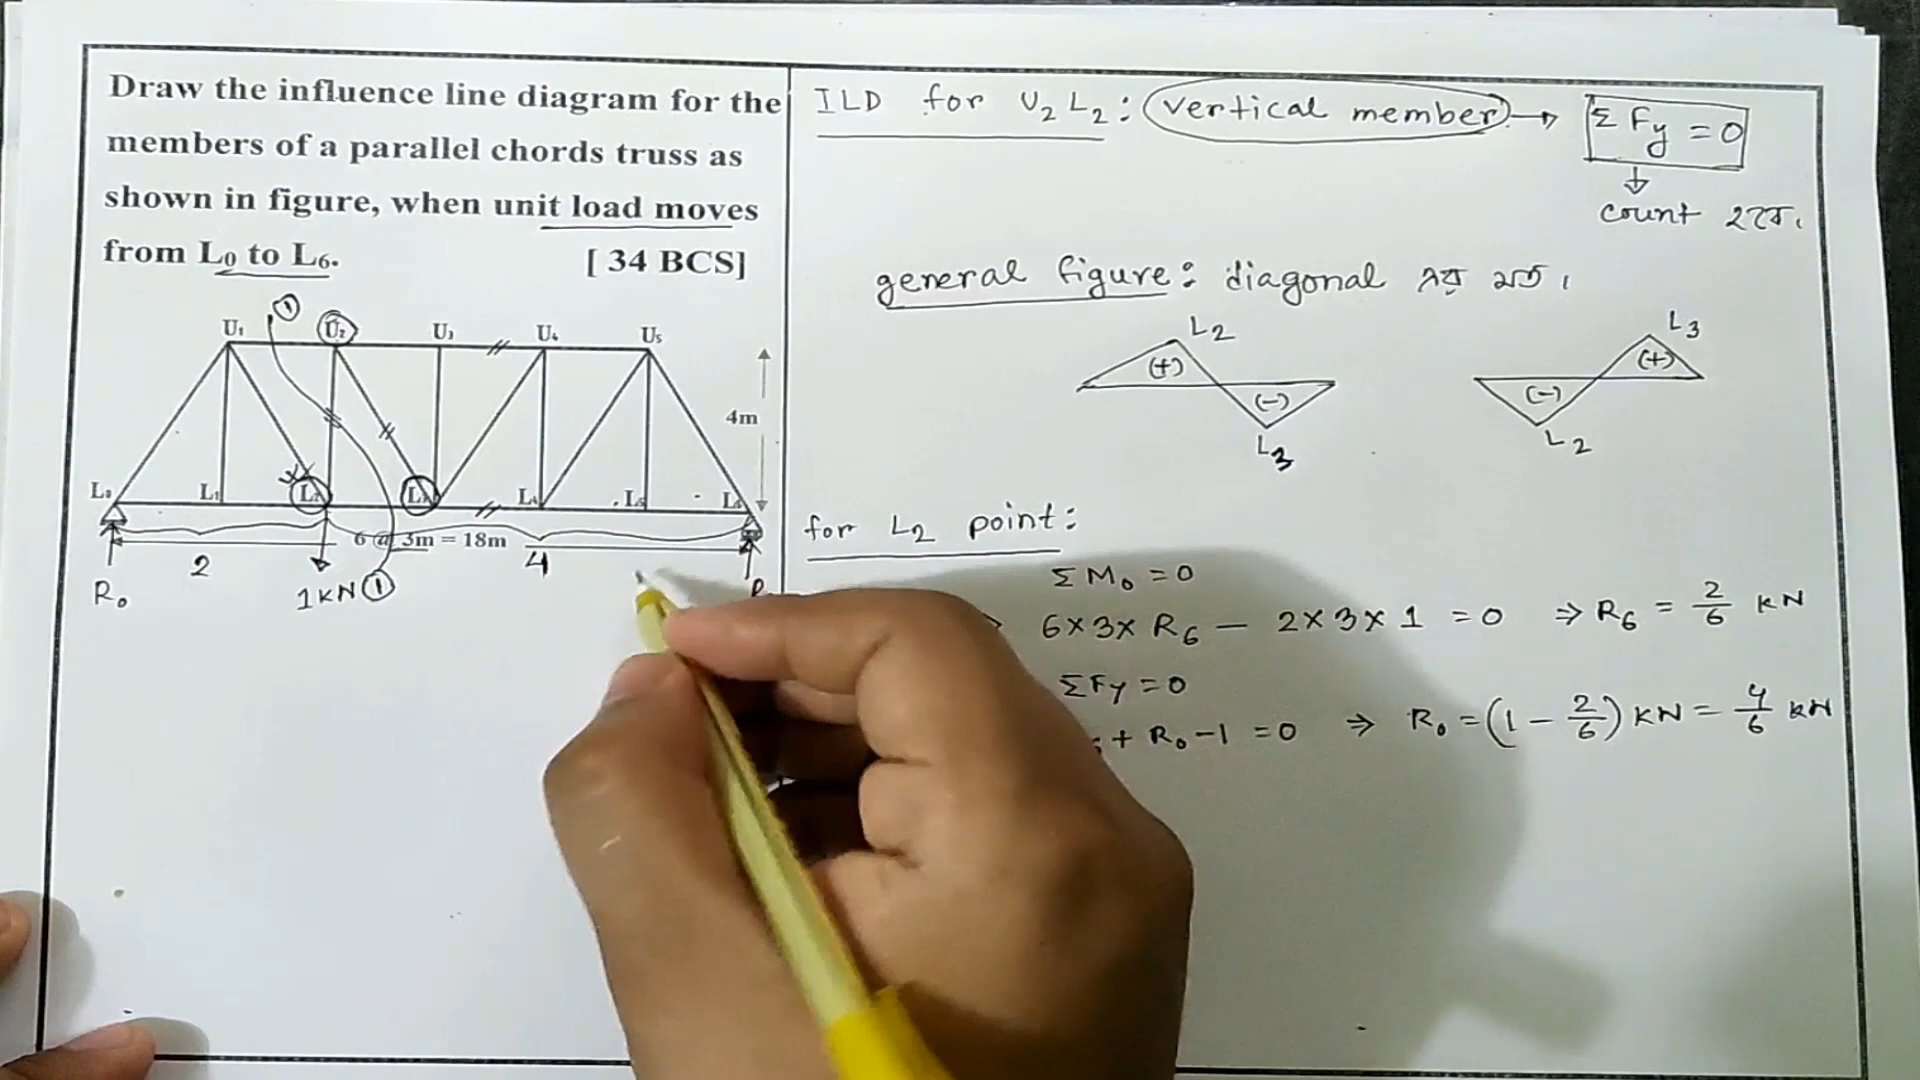 Draw the influence line diagram for the
members of a parallel chords truss as
shown in figure, when unit load moves
from L₀ to L₆. [ 34 BCS]
①
U₁ U₂ U₃ U₄ U₅
4m
L₀ L₁ L₂ L₃ L₄ L₅ L₆
6 @ 3m = 18m
2 4
R₀ 1KN ①
ILD for U₂L₂: vertical member → ΣFy = 0
count হবে।
general figure: diagonal এর মত।
L₂ L₃
(+) (+)
(-) (-)
L₃ L₂
for L₂ point:
ΣM₀ = 0
6×3×R₆ - 2×3×1 = 0 ⇒ R₆ = 2/6 KN
ΣFy = 0
+ R₀ - 1 = 0 ⇒ R₀ = (1 - 2/6) KN = 4/6 KN